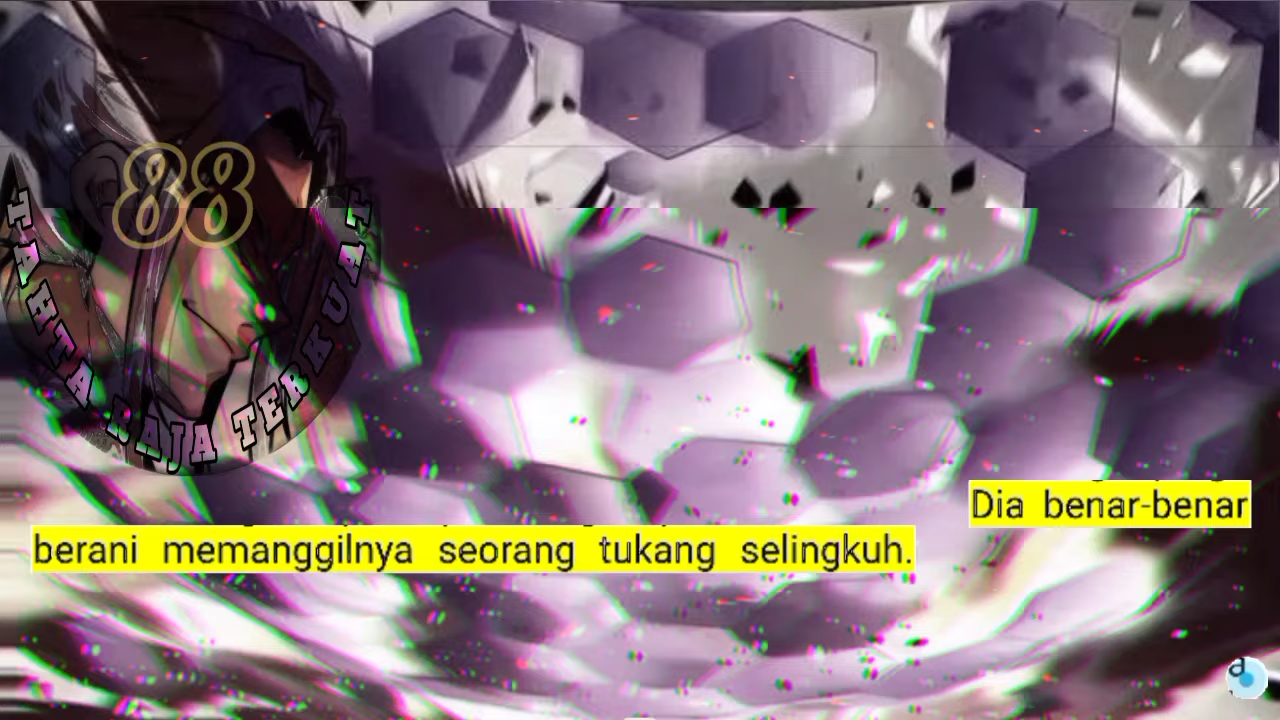 88
TAHTA RAJA TERKUAT
Dia benar-benar
berani memanggilnya seorang tukang selingkuh.
d